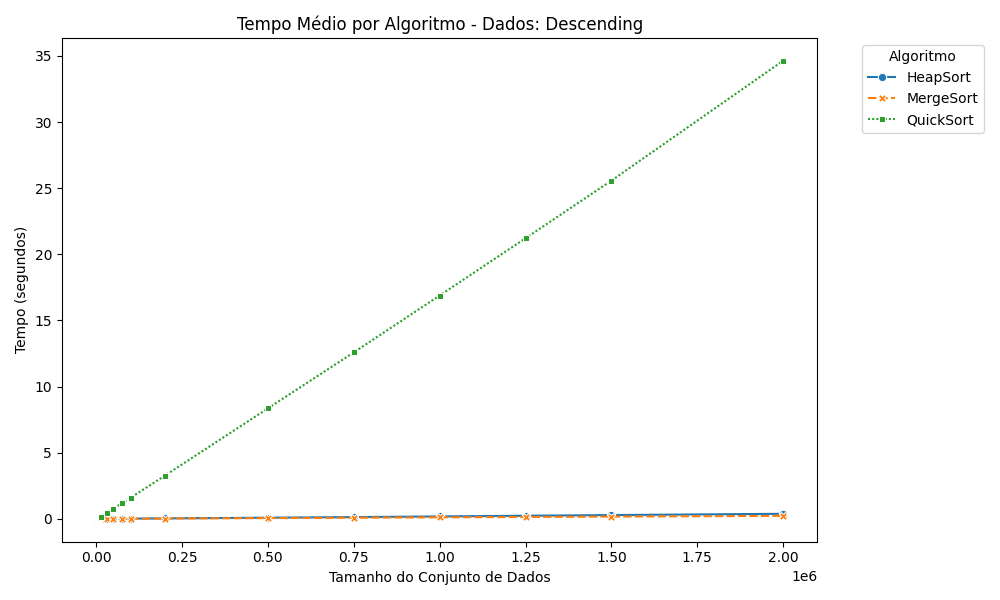 Tempo Médio por Algoritmo - Dados: Descending
Algoritmo
HeapSort
MergeSort
QuickSort
Tempo (segundos)
35
30
25
20
15
10
5
0
0.00
0.25
0.50
0.75
1.00
1.25
1.50
1.75
2.00
1e6
Tamanho do Conjunto de Dados